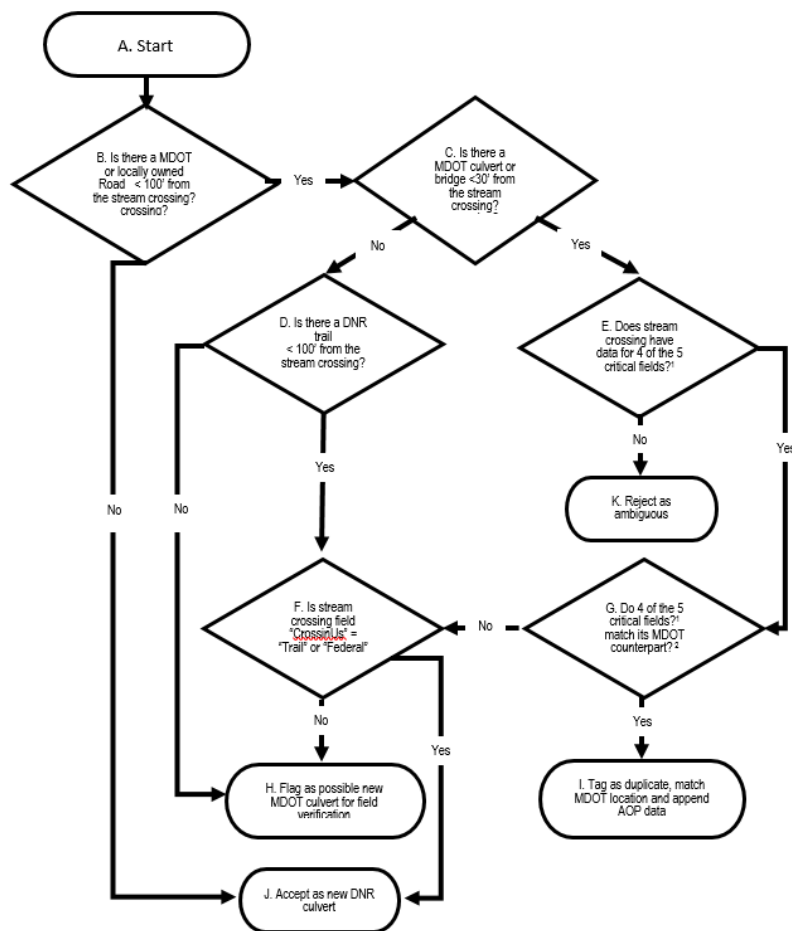 A. Start
B. Is there a MDOT
or locally owned
Road < 100' from
the stream crossing?
crossing?
Yes
C. Is there a
MDOT culvert or
bridge <30' from
the stream
crossing?
No
Yes
D. Is there a DNR
trail
< 100' from the
stream crossing?
E. Does stream
crossing have
data for 4 of the 5
critical fields?¹
No
Yes
Yes
K. Reject as
ambiguous
No
No
F. Is stream
crossing field
"CrossinUs" =
"Trail" or "Federal"
No
G. Do 4 of the 5
critical fields?¹
match its MDOT
counterpart? ²
No
Yes
Yes
H. Flag as possible new
MDOT culvert for field
verification
I. Tag as duplicate, match
MDOT location and append
AOP data
J. Accept as new DNR
culvert